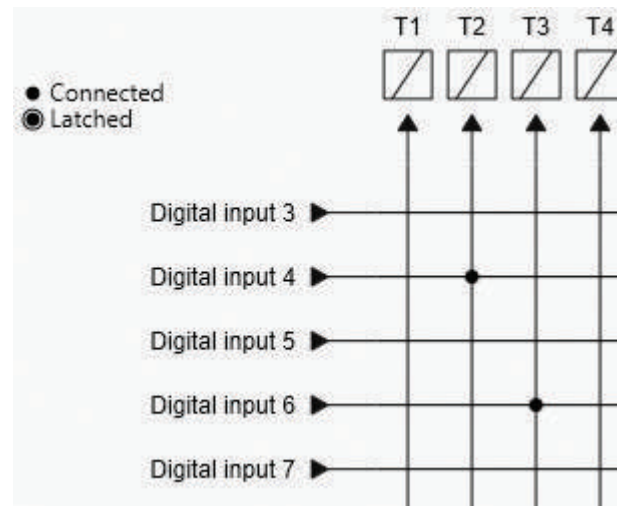 T1 T2 T3 T4
Connected
Latched
Digital input 3
Digital input 4
Digital input 5
Digital input 6
Digital input 7